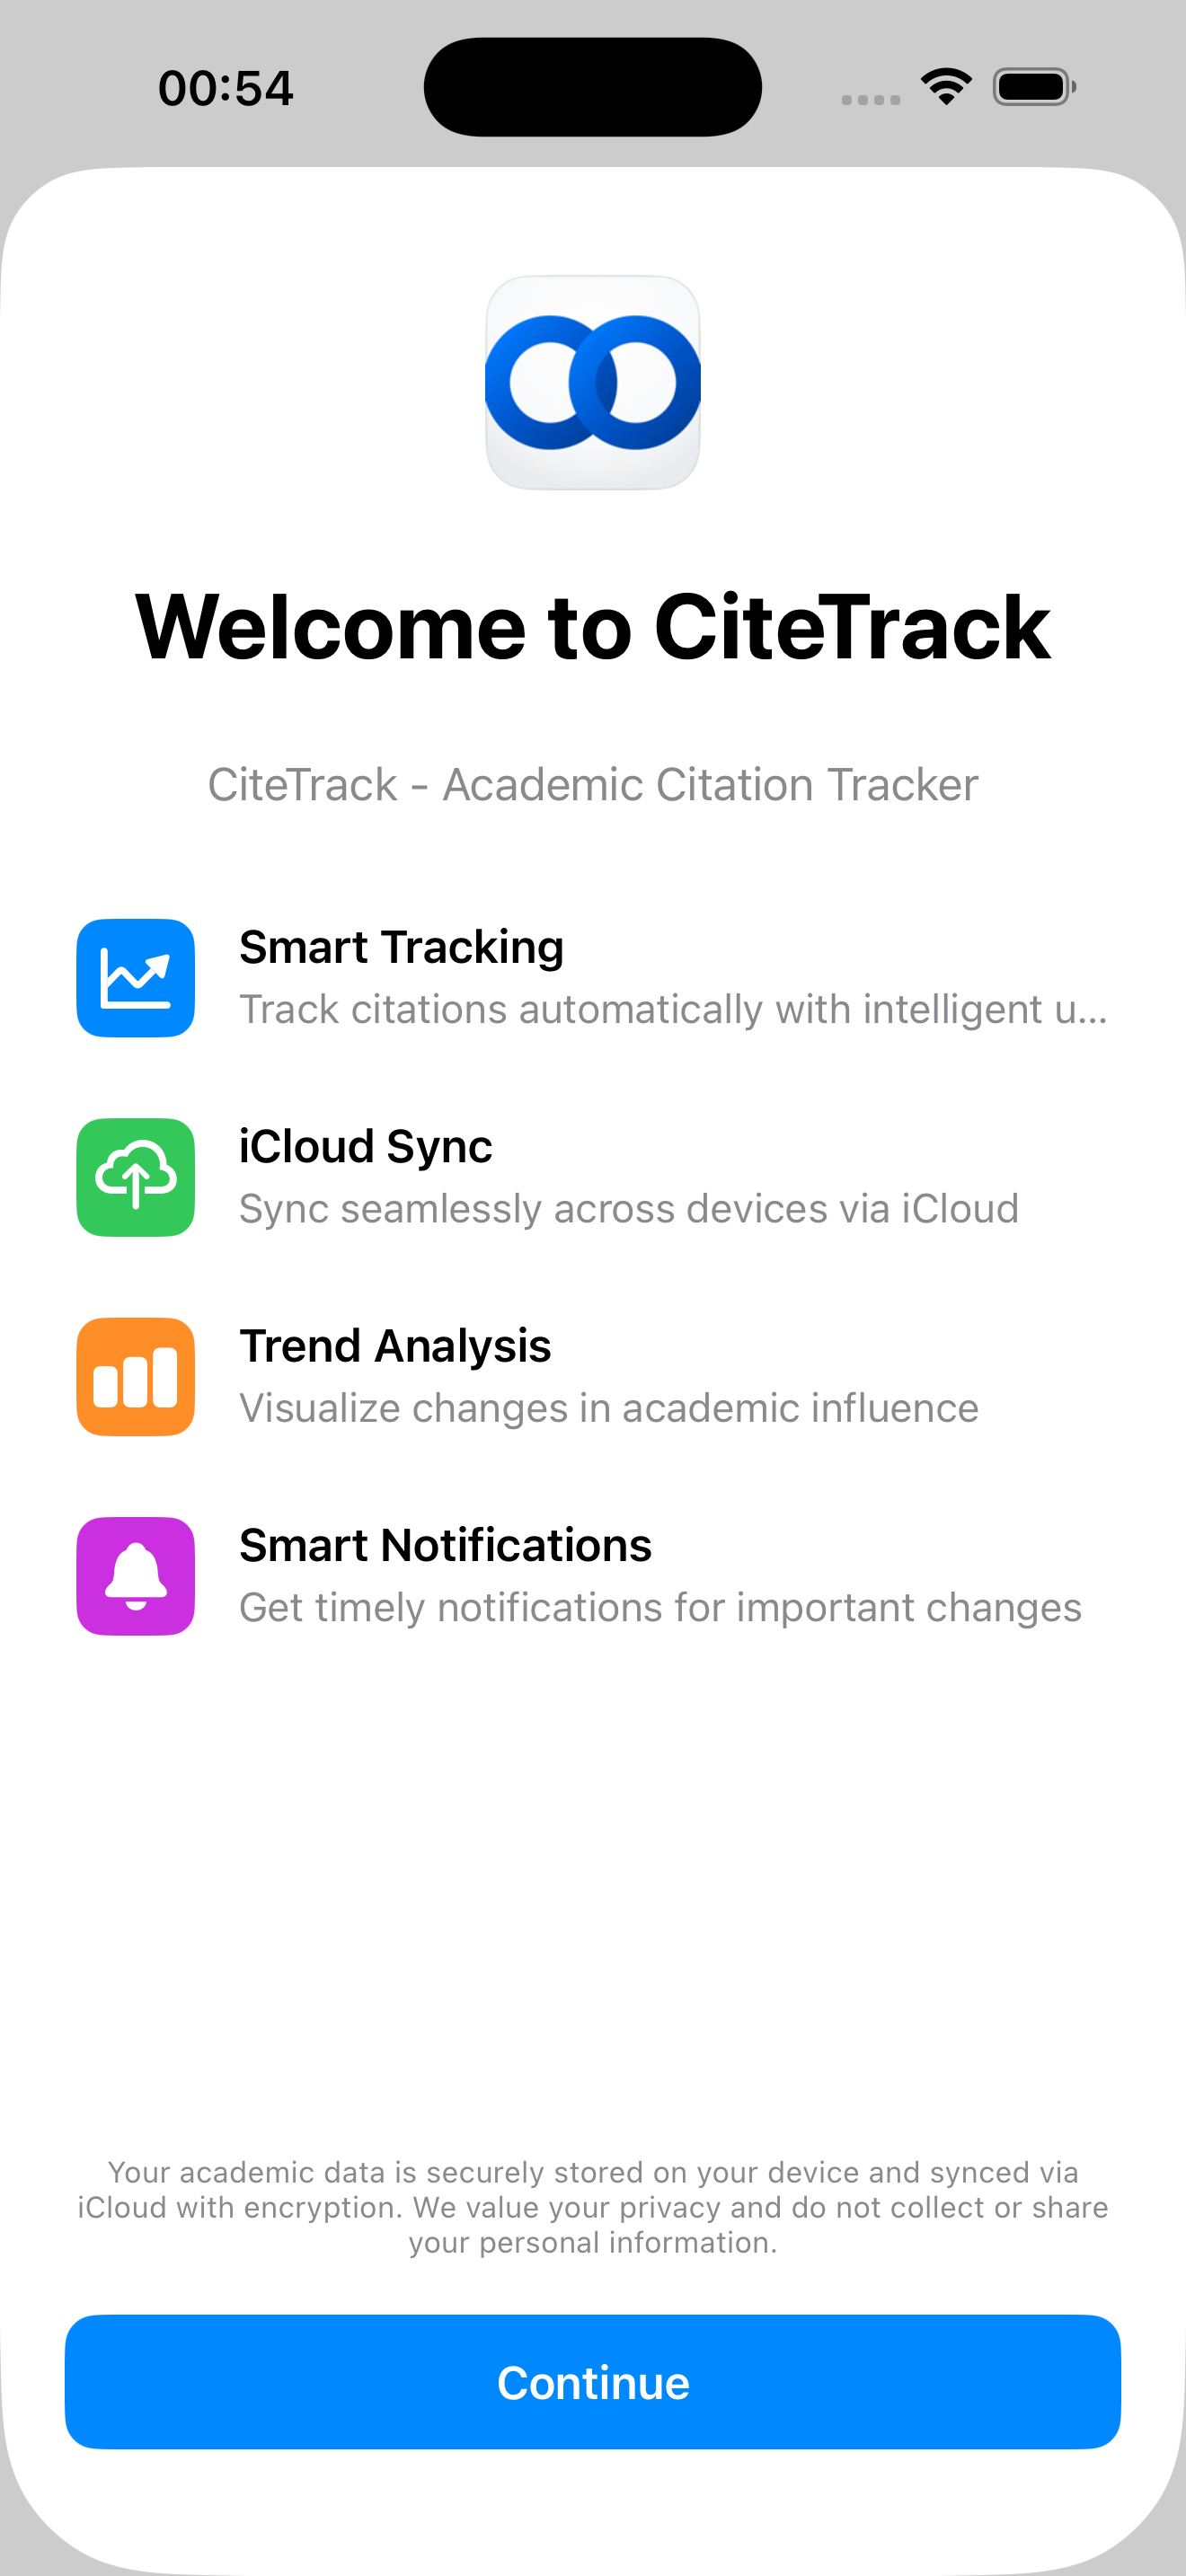 00:54
Welcome to CiteTrack
CiteTrack - Academic Citation Tracker
Smart Tracking
Track citations automatically with intelligent u...
iCloud Sync
Sync seamlessly across devices via iCloud
Trend Analysis
Visualize changes in academic influence
Smart Notifications
Get timely notifications for important changes
Your academic data is securely stored on your device and synced via
iCloud with encryption. We value your privacy and do not collect or share
your personal information.
Continue